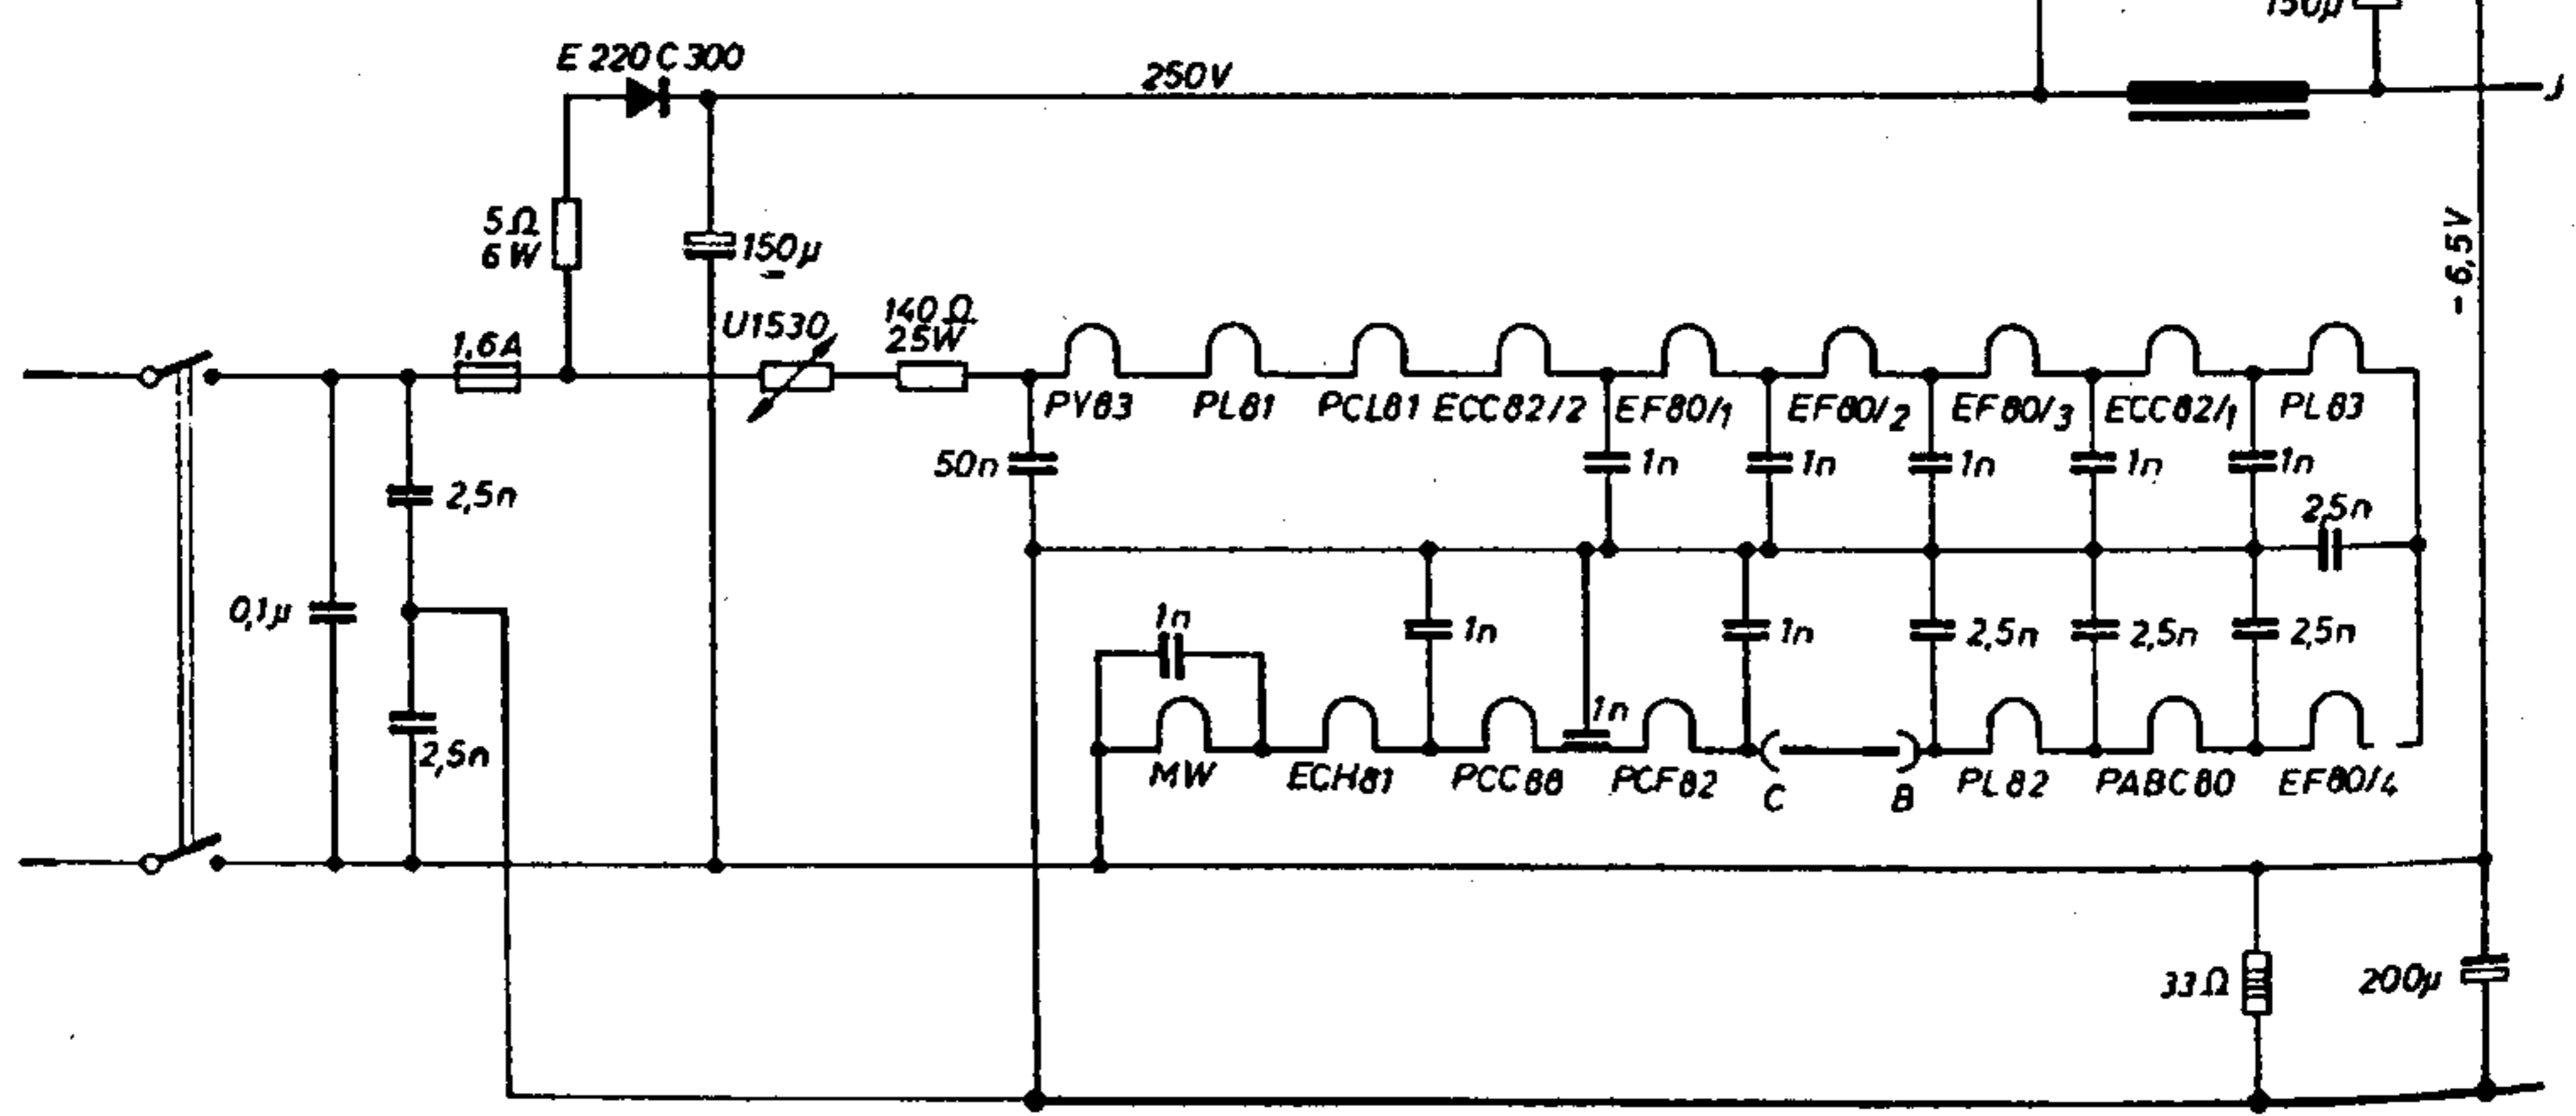 150µ
E 220 C 300
250V
J
5Ω
6W
150µ
-6,5V
U1530
140Ω
25W
1,6A
PY83
PL81
PCL81
ECC82/2
EF80/1
EF80/2
EF80/3
ECC82/1
PL83
50n
1n
1n
1n
1n
1n
2,5n
2,5n
0,1µ
1n
1n
1n
2,5n
2,5n
2,5n
1n
2,5n
MW
ECH81
PCC88
PCF82
C
B
PL82
PABC80
EF80/4
33Ω
200µ